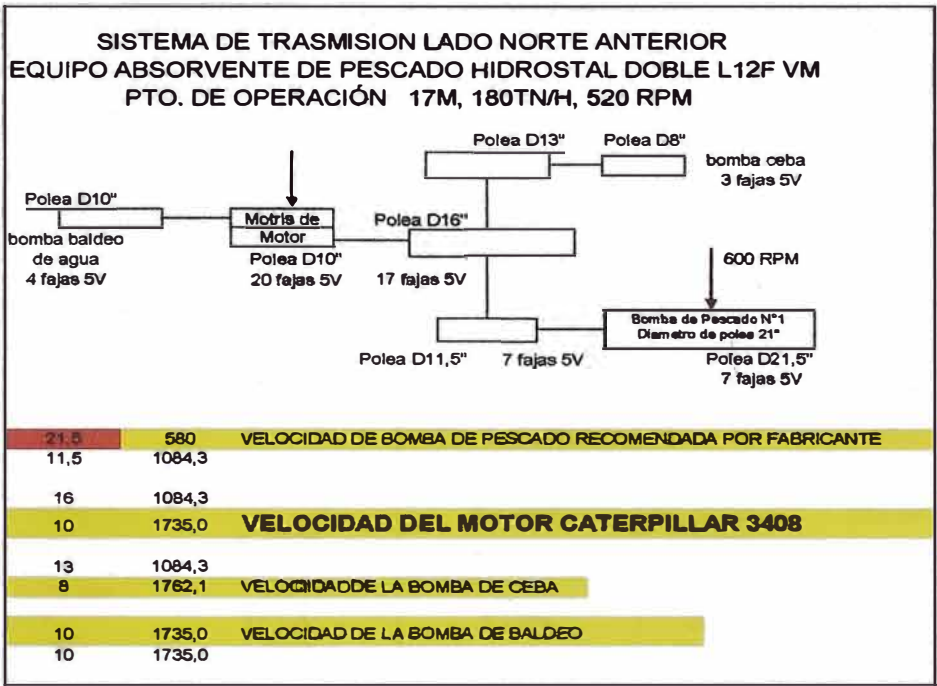 SISTEMA DE TRASMISION LADO NORTE ANTERIOR
EQUIPO ABSORVENTE DE PESCADO HIDROSTAL DOBLE L12F VM
PTO. DE OPERACIÓN 17M, 180TN/H, 520 RPM
Polea D13" Polea D8"
bomba ceba
3 fajas 5V
Polea D10"
Motris de
Motor
Polea D16"
bomba baldeo
de agua
4 fajas 5V
Polea D10"
20 fajas 5V
17 fajas 5V
600 RPM
Bomba de Pescado N°1
Diametro de polea 21"
Polea D11,5"
7 fajas 5V
Polea D21,5"
7 fajas 5V
21,5 580 VELOCIDAD DE BOMBA DE PESCADO RECOMENDADA POR FABRICANTE
11,5 1084,3
16 1084,3
10 1735,0 VELOCIDAD DEL MOTOR CATERPILLAR 3408
13 1084,3
8 1762,1 VELOCIDADDE LA BOMBA DE CEBA
10 1735,0 VELOCIDAD DE LA BOMBA DE BALDEO
10 1735,0